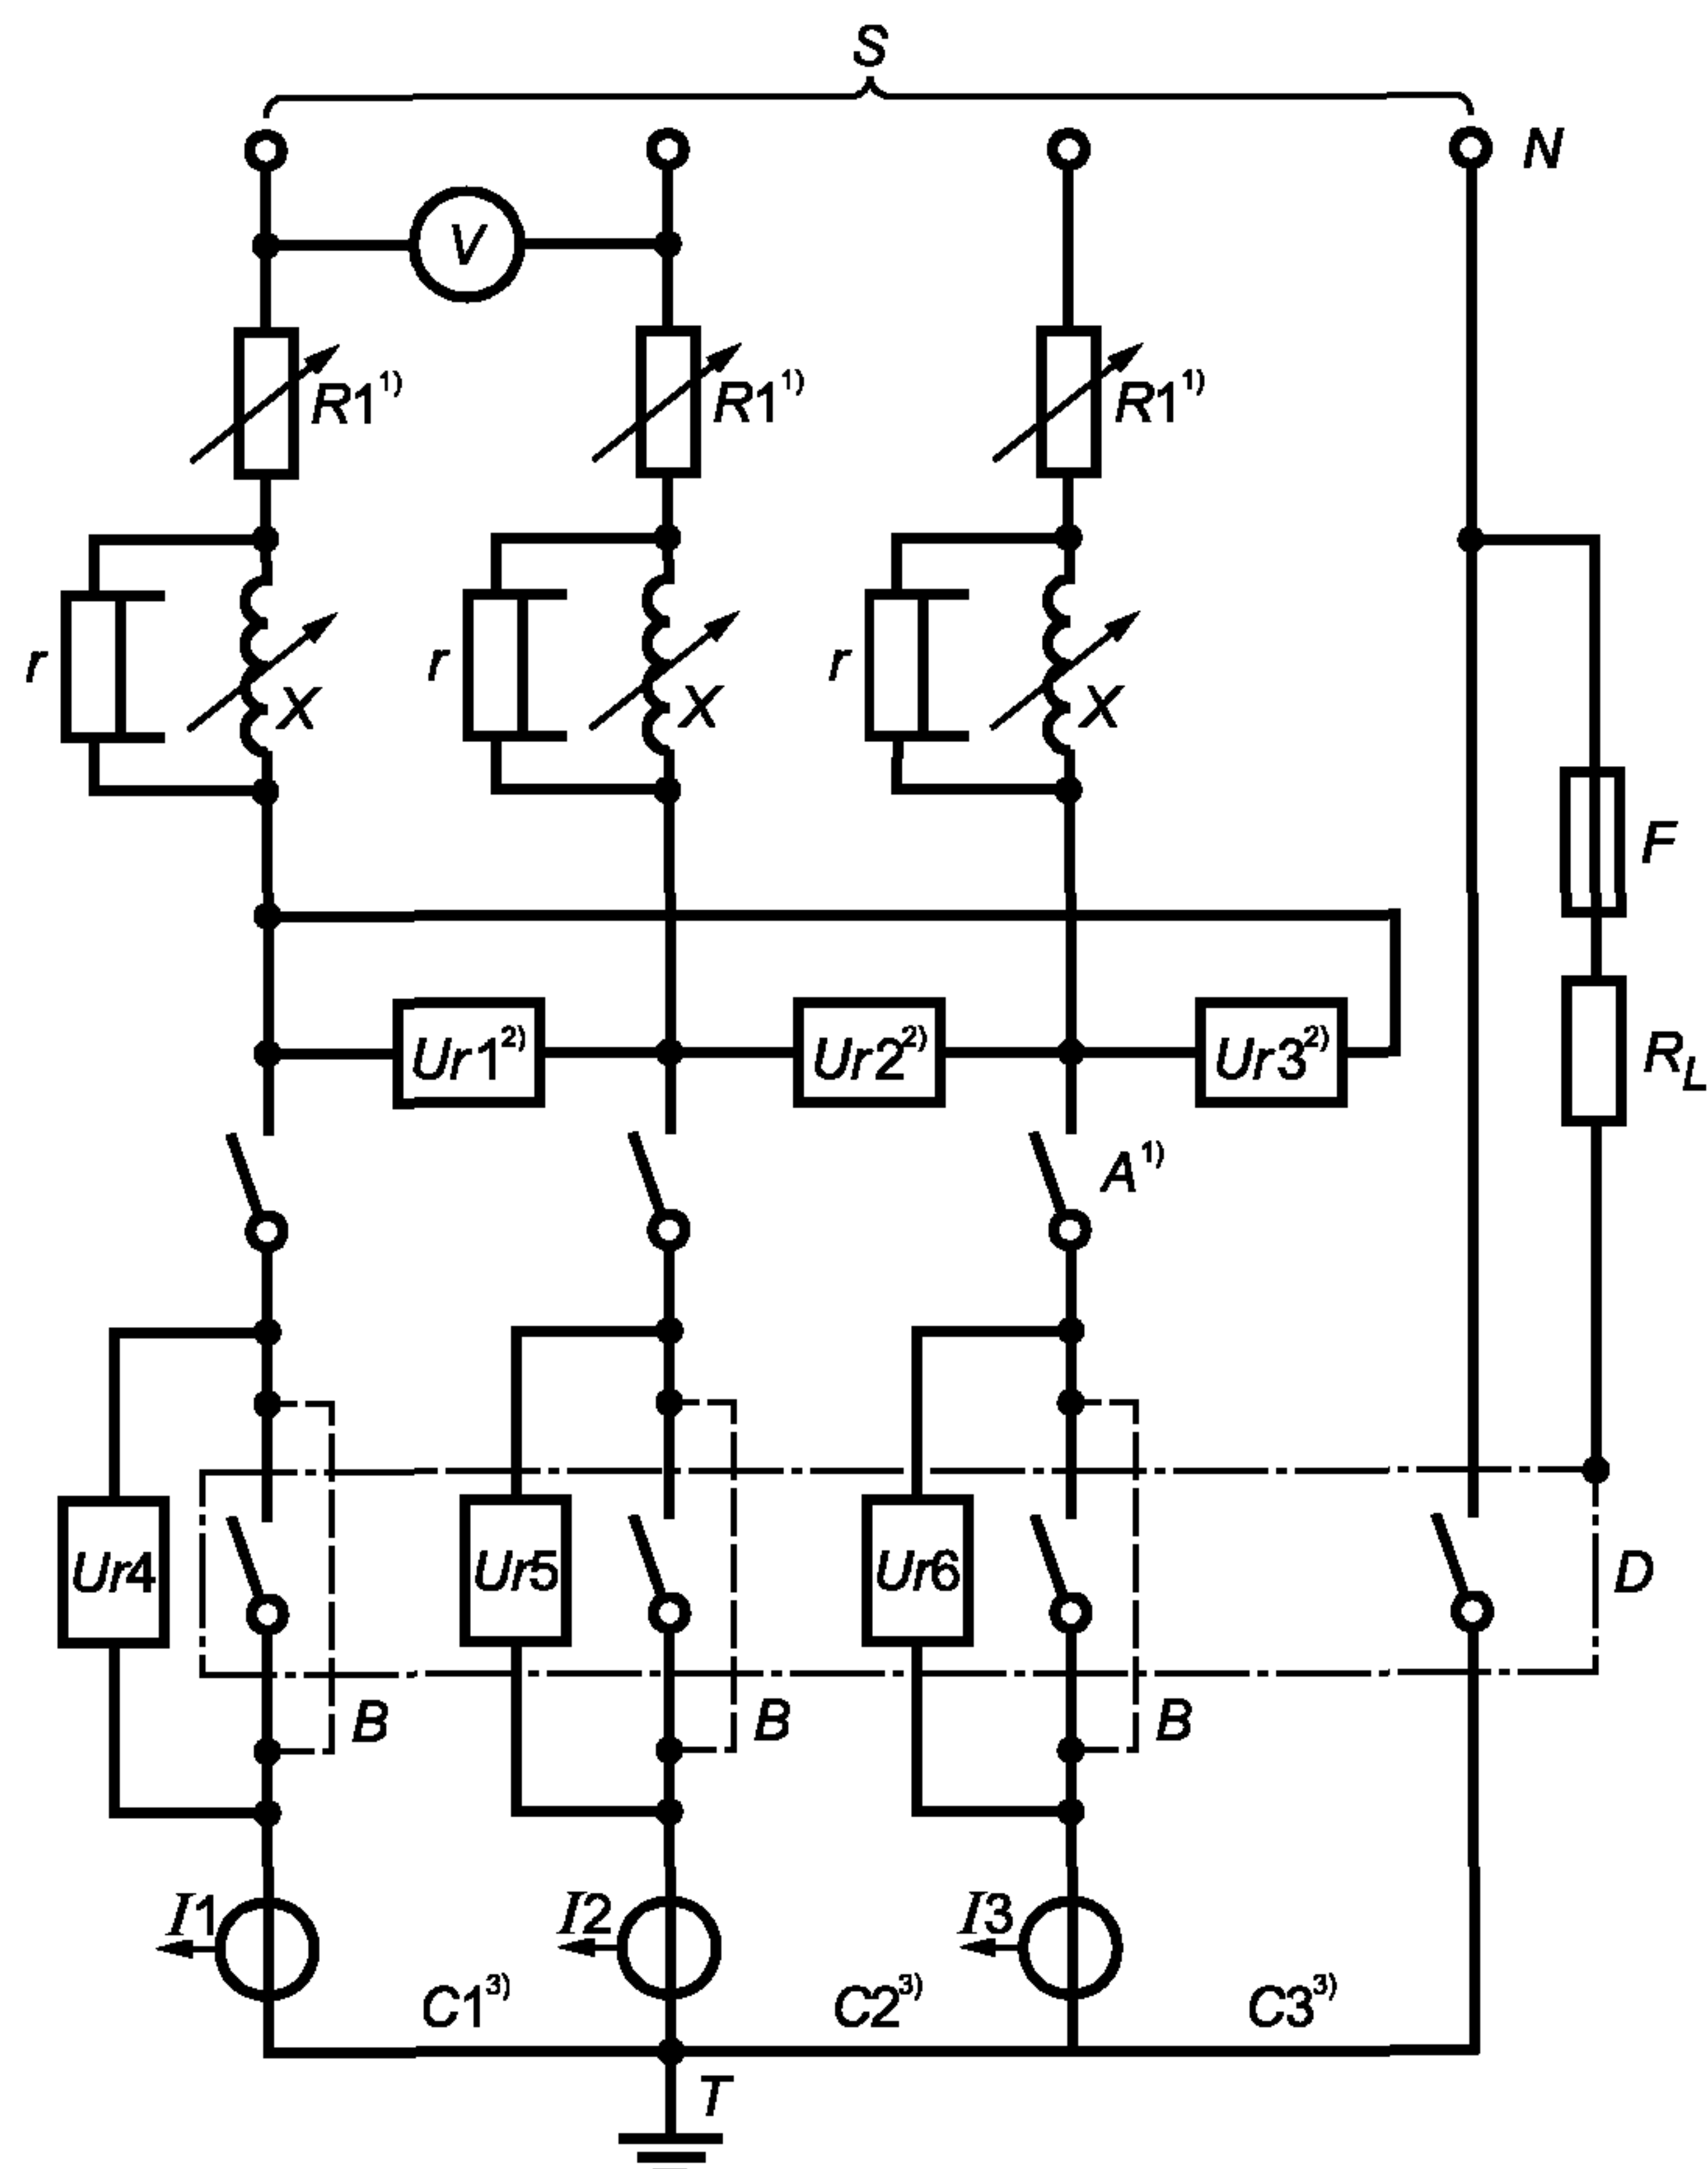 S
N
V
R1¹⁾ R1¹⁾ R1¹⁾
r X r X r X
F
Ur1²⁾ Ur2²⁾ Ur3²⁾ R_L
A¹⁾
Ur4 Ur5 Ur6 D
B B B
I1 I2 I3
C1³⁾ C2³⁾ C3³⁾
T